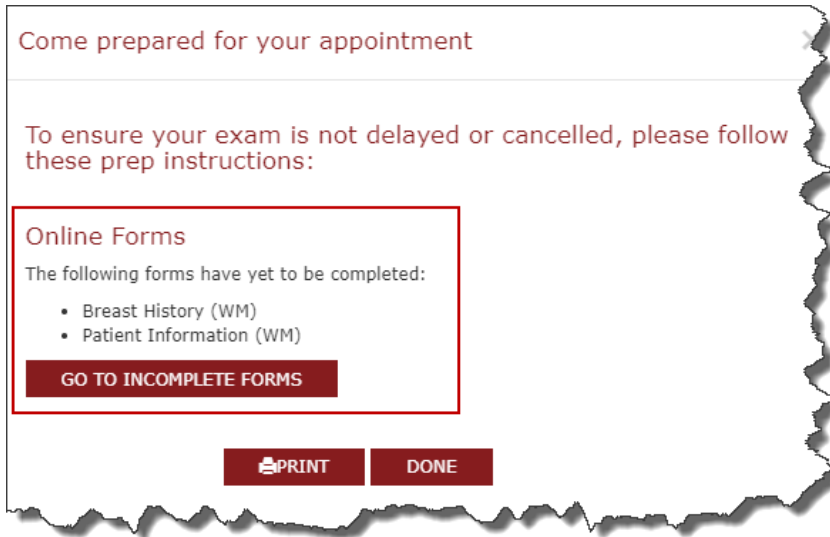 Come prepared for your appointment
To ensure your exam is not delayed or cancelled, please follow
these prep instructions:
Online Forms
The following forms have yet to be completed:
• Breast History (WM)
• Patient Information (WM)
GO TO INCOMPLETE FORMS
PRINT DONE